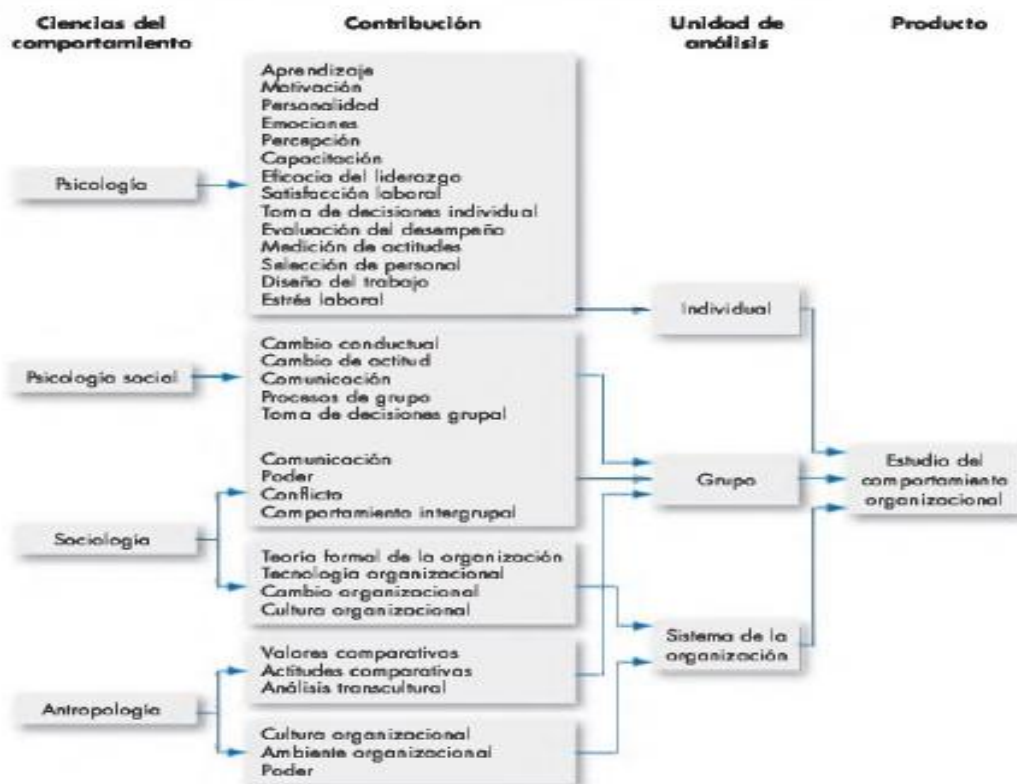 Ciencias del
comportamiento
Contribución
Unidad de
análisis
Producto
Psicología
Aprendizaje
Motivación
Personalidad
Emociones
Percepción
Capacitación
Eficacia del liderazgo
Satisfacción laboral
Toma de decisiones individual
Evaluación del desempeño
Medición de actitudes
Selección de personal
Diseño del trabajo
Estrés laboral
Individual
Psicología social
Cambio conductual
Cambio de actitud
Comunicación
Procesos de grupo
Toma de decisiones grupal
Comunicación
Poder
Conflicto
Comportamiento intergrupal
Grupo
Estudio del
comportamiento
organizacional
Sociología
Teoría formal de la organización
Tecnología organizacional
Cambio organizacional
Cultura organizacional
Sistema de la
organización
Valores comparativos
Actitudes comparativas
Análisis transcultural
Antropología
Cultura organizacional
Ambiente organizacional
Poder